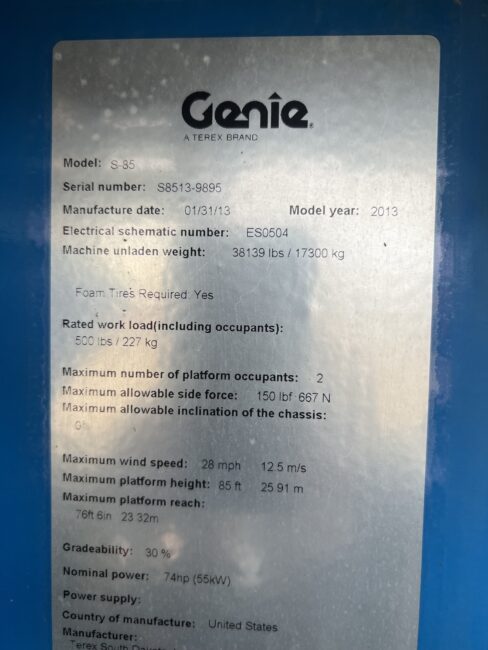 Genie
A TEREX BRAND
Model: S-85
Serial number: S8513-9895
Manufacture date: 01/31/13 Model year: 2013
Electrical schematic number: ES0504
Machine unladen weight: 38139 lbs / 17300 kg
Foam Tires Required: Yes
Rated work load(including occupants):
500 lbs / 227 kg
Maximum number of platform occupants: 2
Maximum allowable side force: 150 lbf 667 N
Maximum allowable inclination of the chassis:
Maximum wind speed: 28 mph 12.5 m/s
Maximum platform height: 85 ft 25.91 m
Maximum platform reach:
76ft 6in 23.32m
Gradeability: 30 %
Nominal power: 74hp (55kW)
Power supply:
Country of manufacture: United States
Manufacturer:
Terex South